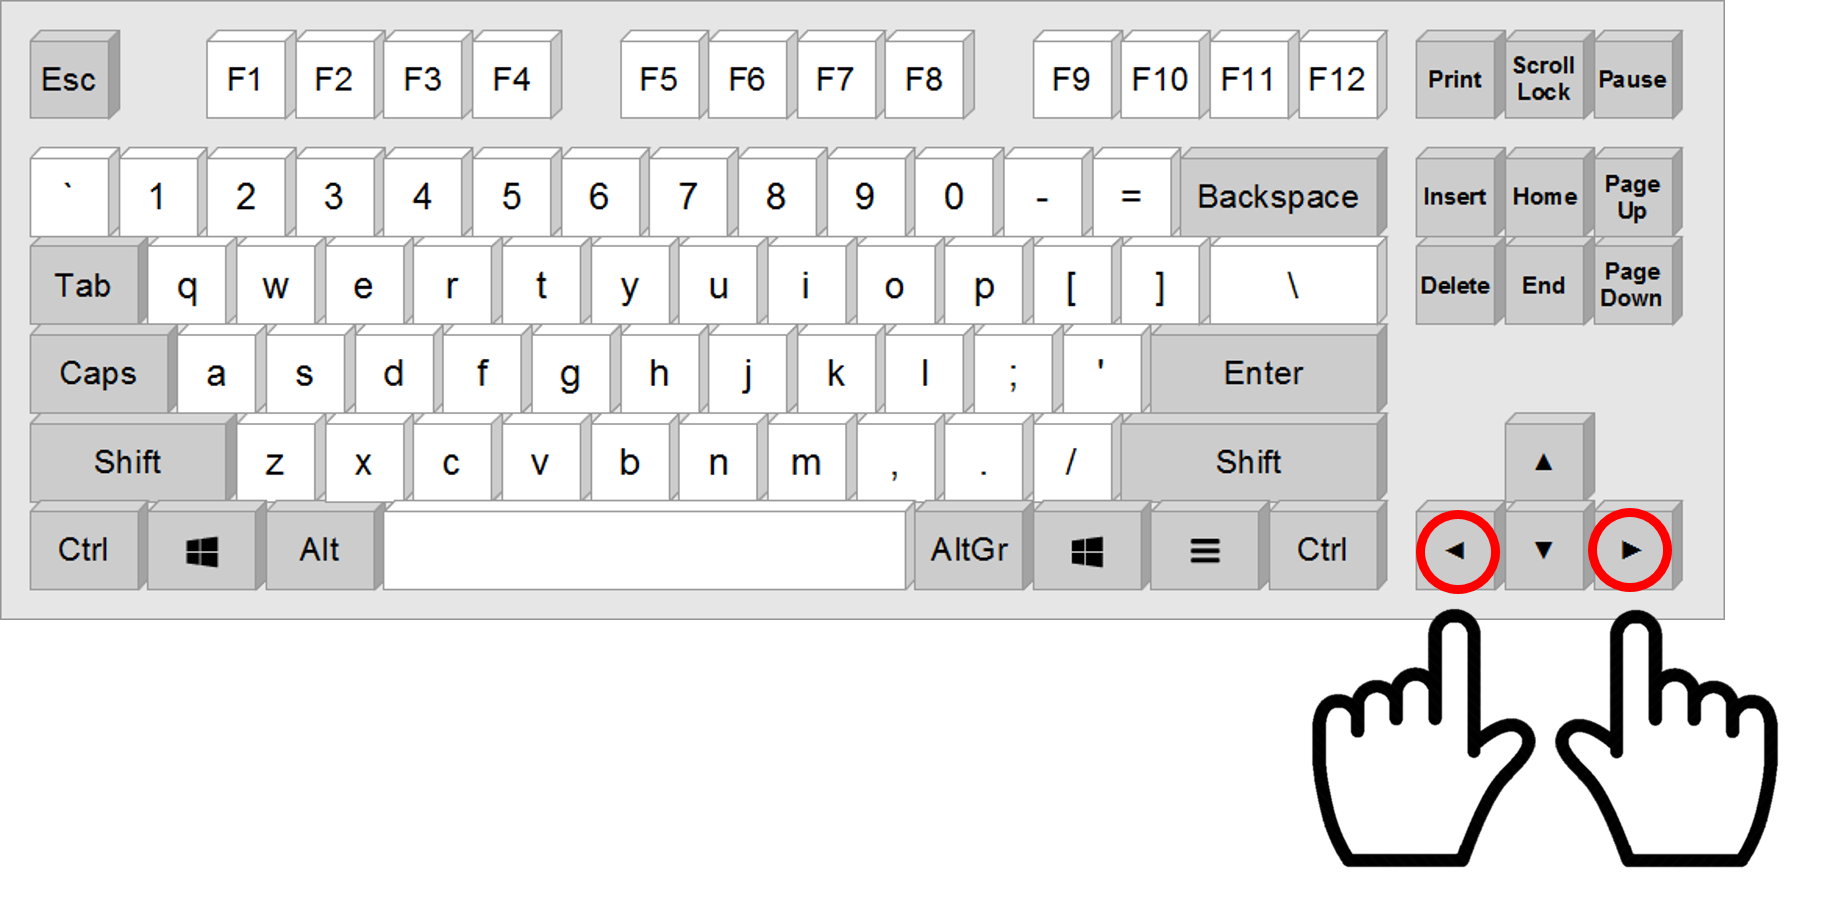 Esc F1 F2 F3 F4 F5 F6 F7 F8 F9 F10 F11 F12 Print Scroll Lock Pause
` 1 2 3 4 5 6 7 8 9 0 - = Backspace Insert Home Page Up
Tab q w e r t y u i o p [ ] \ Delete End Page Down
Caps a s d f g h j k l ; ' Enter
Shift z x c v b n m , . / Shift ▲
Ctrl Alt AltGr ☰ Ctrl ◄ ▼ ►